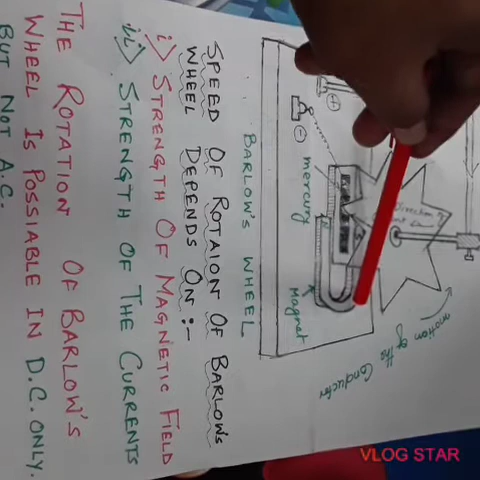 Direction of
motion of the Conductor
mercury
Magnet
BARLOW'S WHEEL
SPEED OF ROTAION OF BARLOW'S
WHEEL DEPENDS ON :-
i) STRENGTH OF MAGNETIC FIELD
ii) STRENGTH OF THE CURRENTS
THE ROTATION OF BARLOW'S
WHEEL IS POSSIABLE IN D.C. ONLY.
BUT NOT A.C.
VLOG STAR